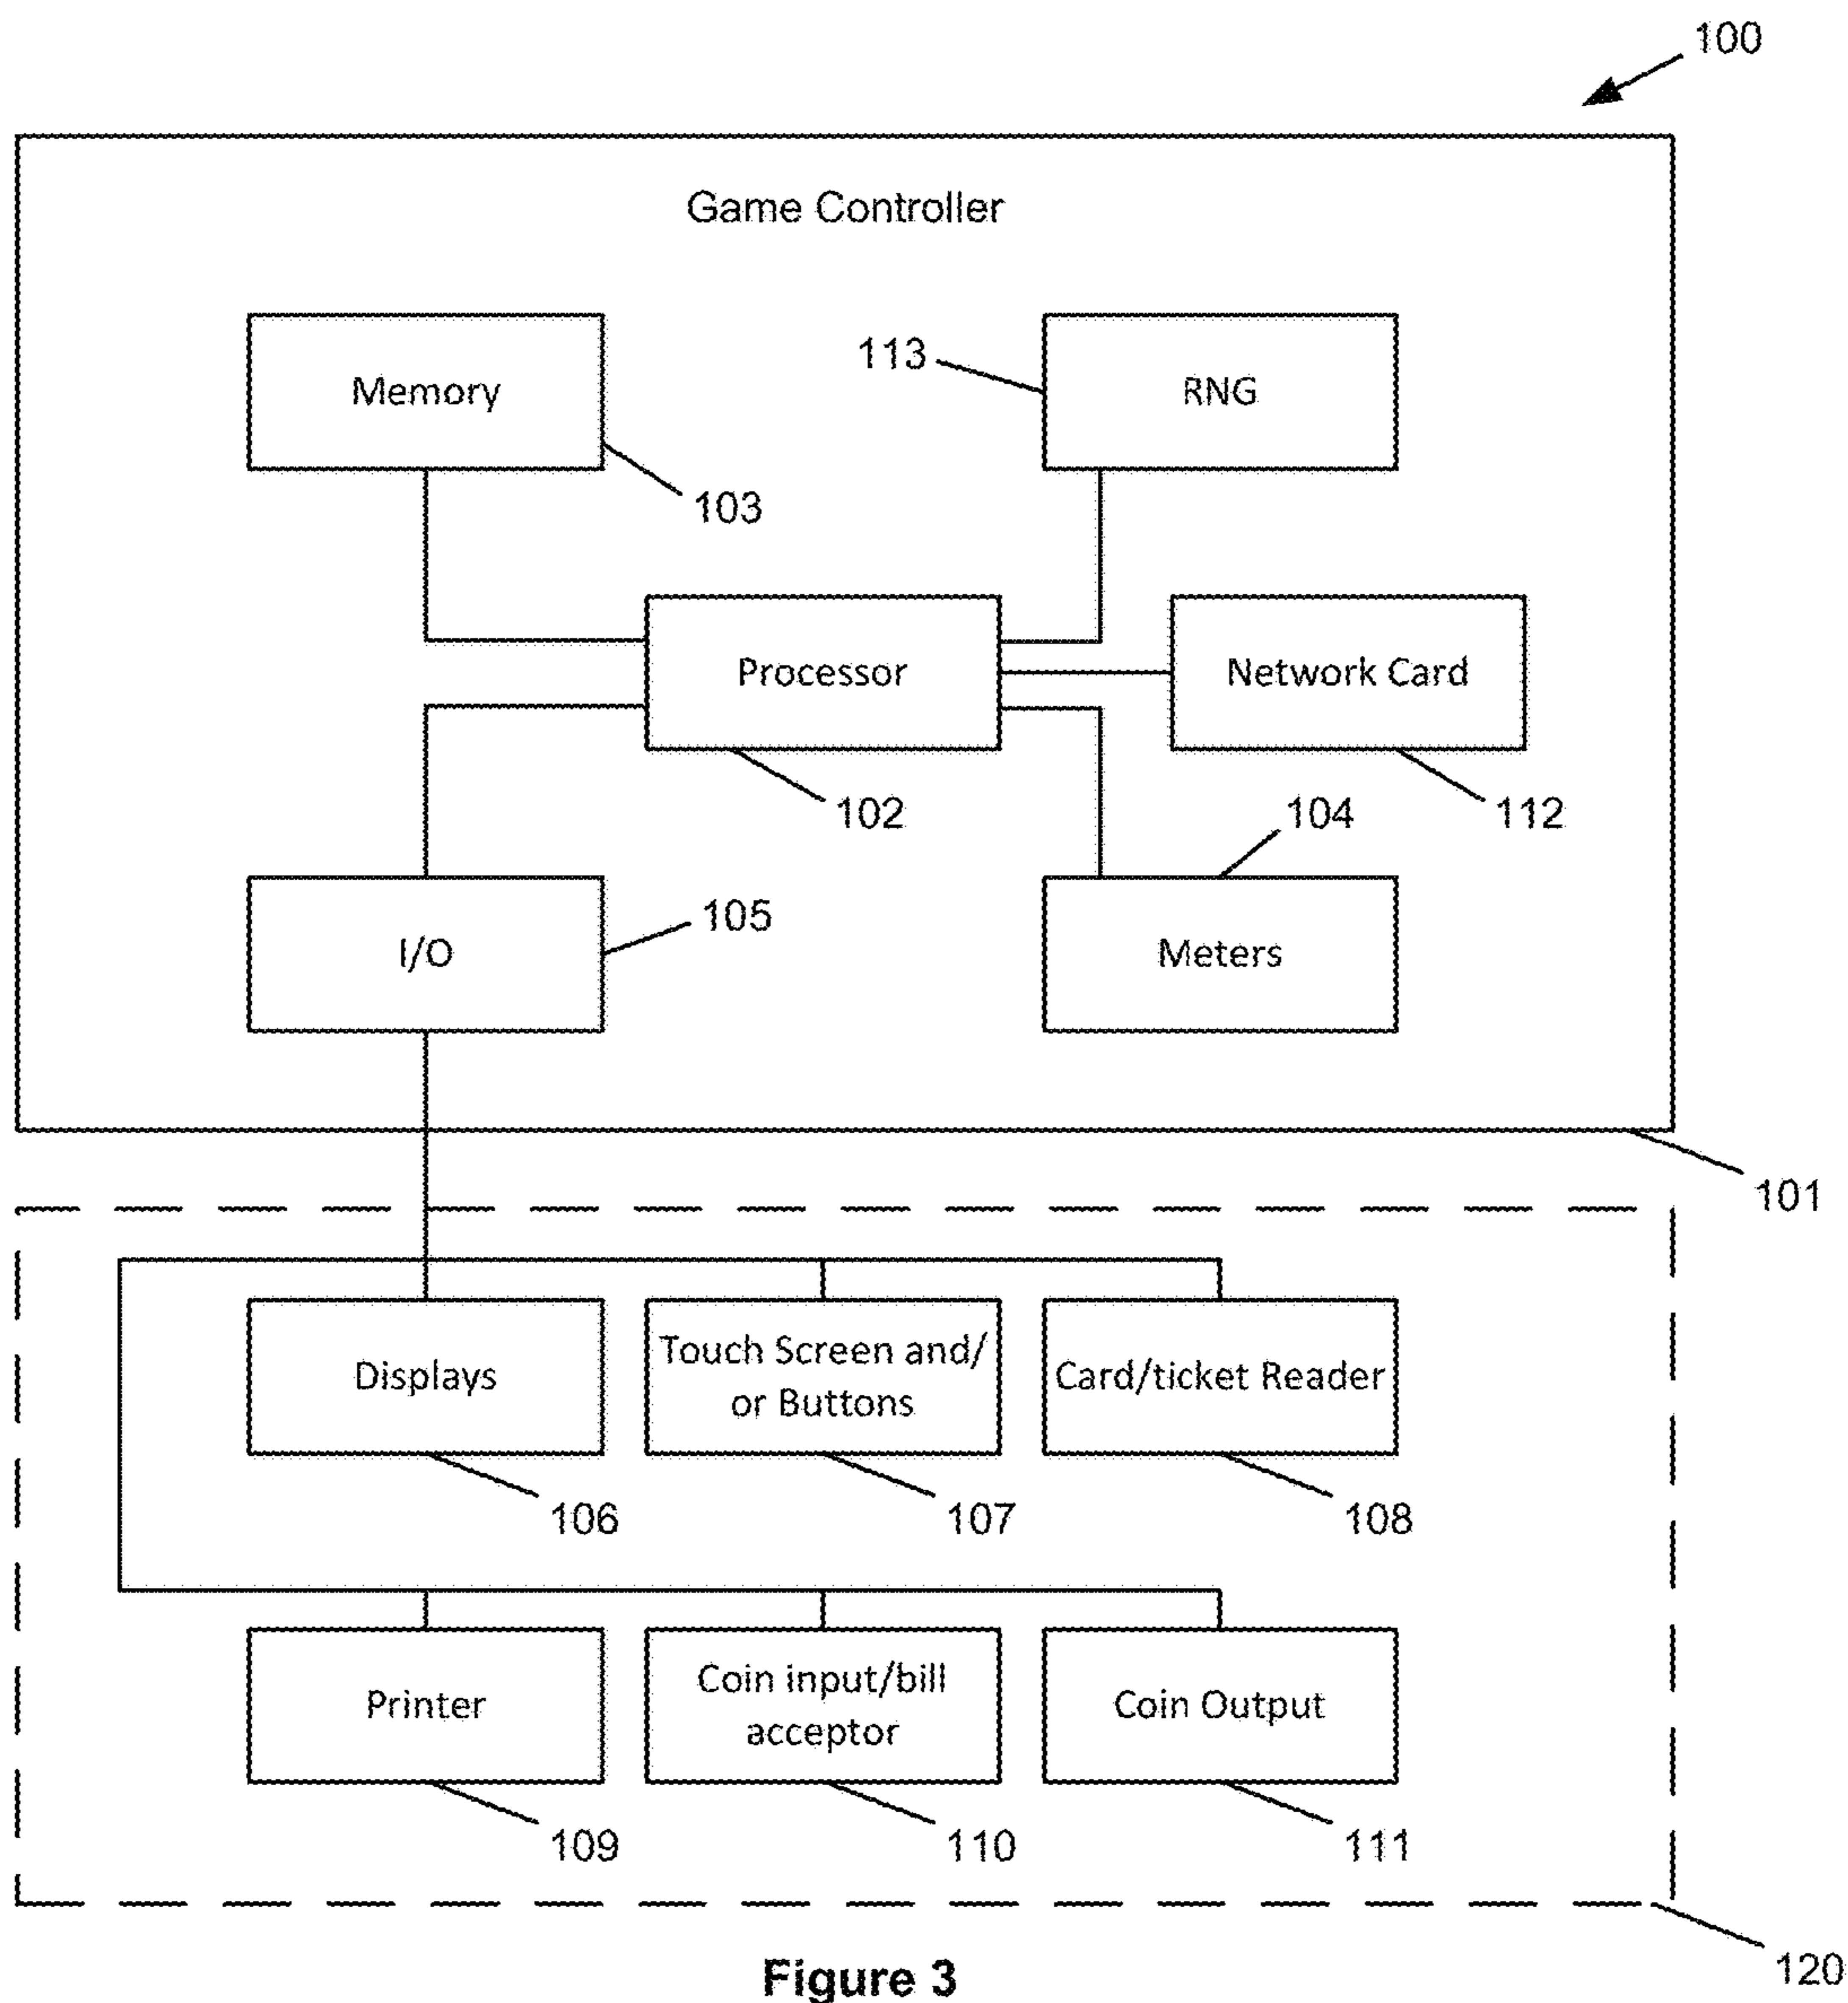 100
Game Controller
Memory
113
RNG
103
Processor
Network Card
102
104
112
I/O
105
Meters
101
Displays
Touch Screen and/
or Buttons
Card/ticket Reader
106
107
108
Printer
Coin input/bill
acceptor
Coin Output
109
110
111
120
Figure 3